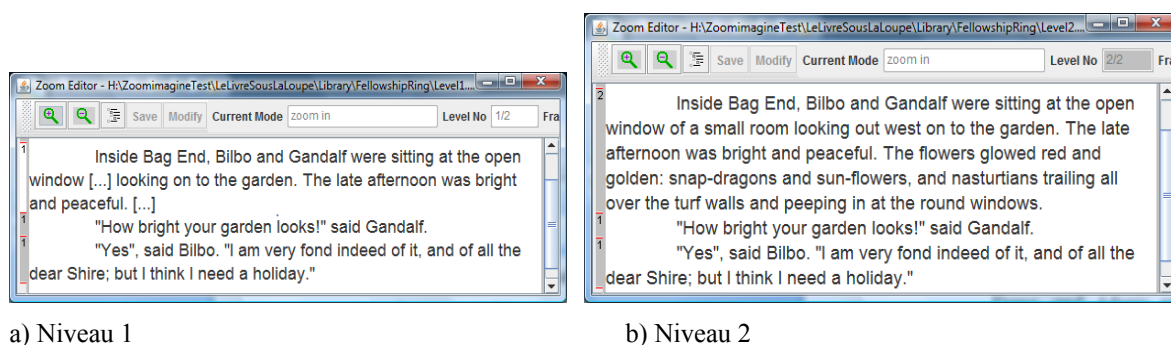 Zoom Editor - H:\ZoomimagineTest\LeLivreSousLaLoupe\Library\FellowshipRing\Level1....
Save Modify Current Mode zoom in Level No 1/2 Fra
1
Inside Bag End, Bilbo and Gandalf were sitting at the open
window [...] looking on to the garden. The late afternoon was bright
and peaceful. [...]
1
"How bright your garden looks!" said Gandalf.
1
"Yes", said Bilbo. "I am very fond indeed of it, and of all the
dear Shire; but I think I need a holiday."
a) Niveau 1
Zoom Editor - H:\ZoomimagineTest\LeLivreSousLaLoupe\Library\FellowshipRing\Level2....
Save Modify Current Mode zoom in Level No 2/2 Fra
2
Inside Bag End, Bilbo and Gandalf were sitting at the open
window of a small room looking out west on to the garden. The late
afternoon was bright and peaceful. The flowers glowed red and
golden: snap-dragons and sun-flowers, and nasturtians trailing all
over the turf walls and peeping in at the round windows.
1
"How bright your garden looks!" said Gandalf.
1
"Yes", said Bilbo. "I am very fond indeed of it, and of all the
dear Shire; but I think I need a holiday."
b) Niveau 2